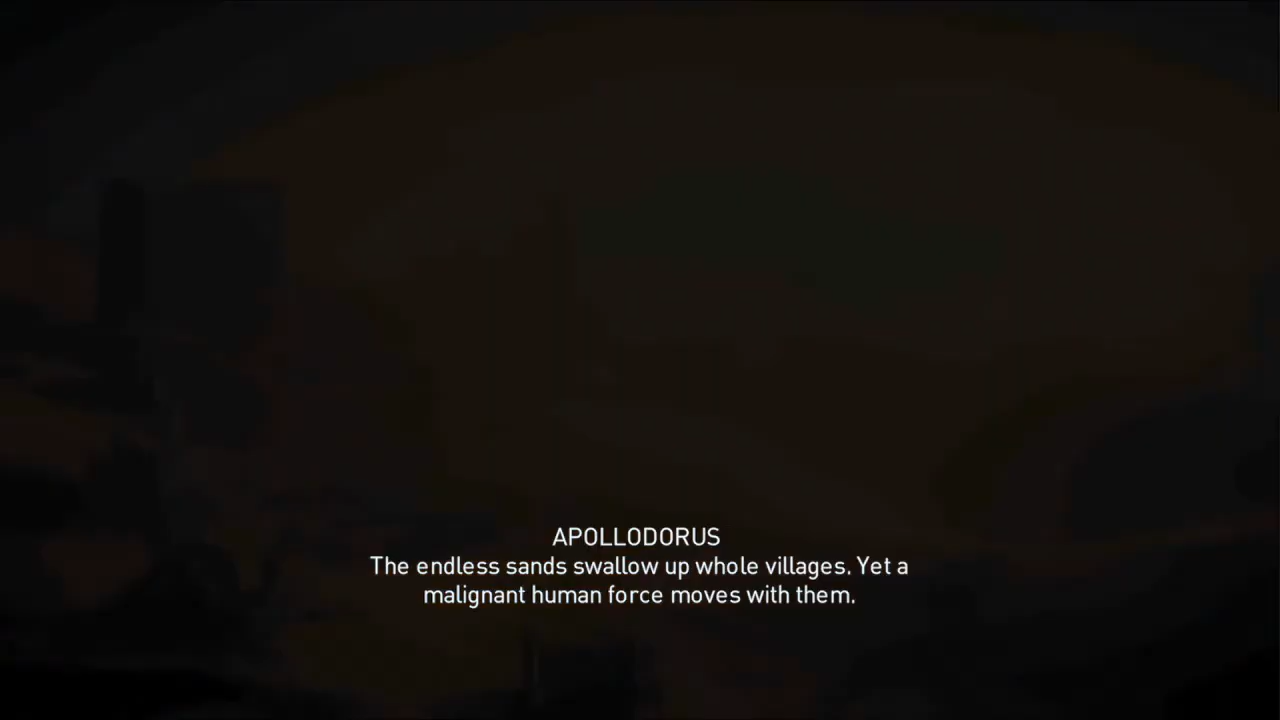 APOLLODORUS
The endless sands swallow up whole villages. Yet a
malignant human force moves with them.